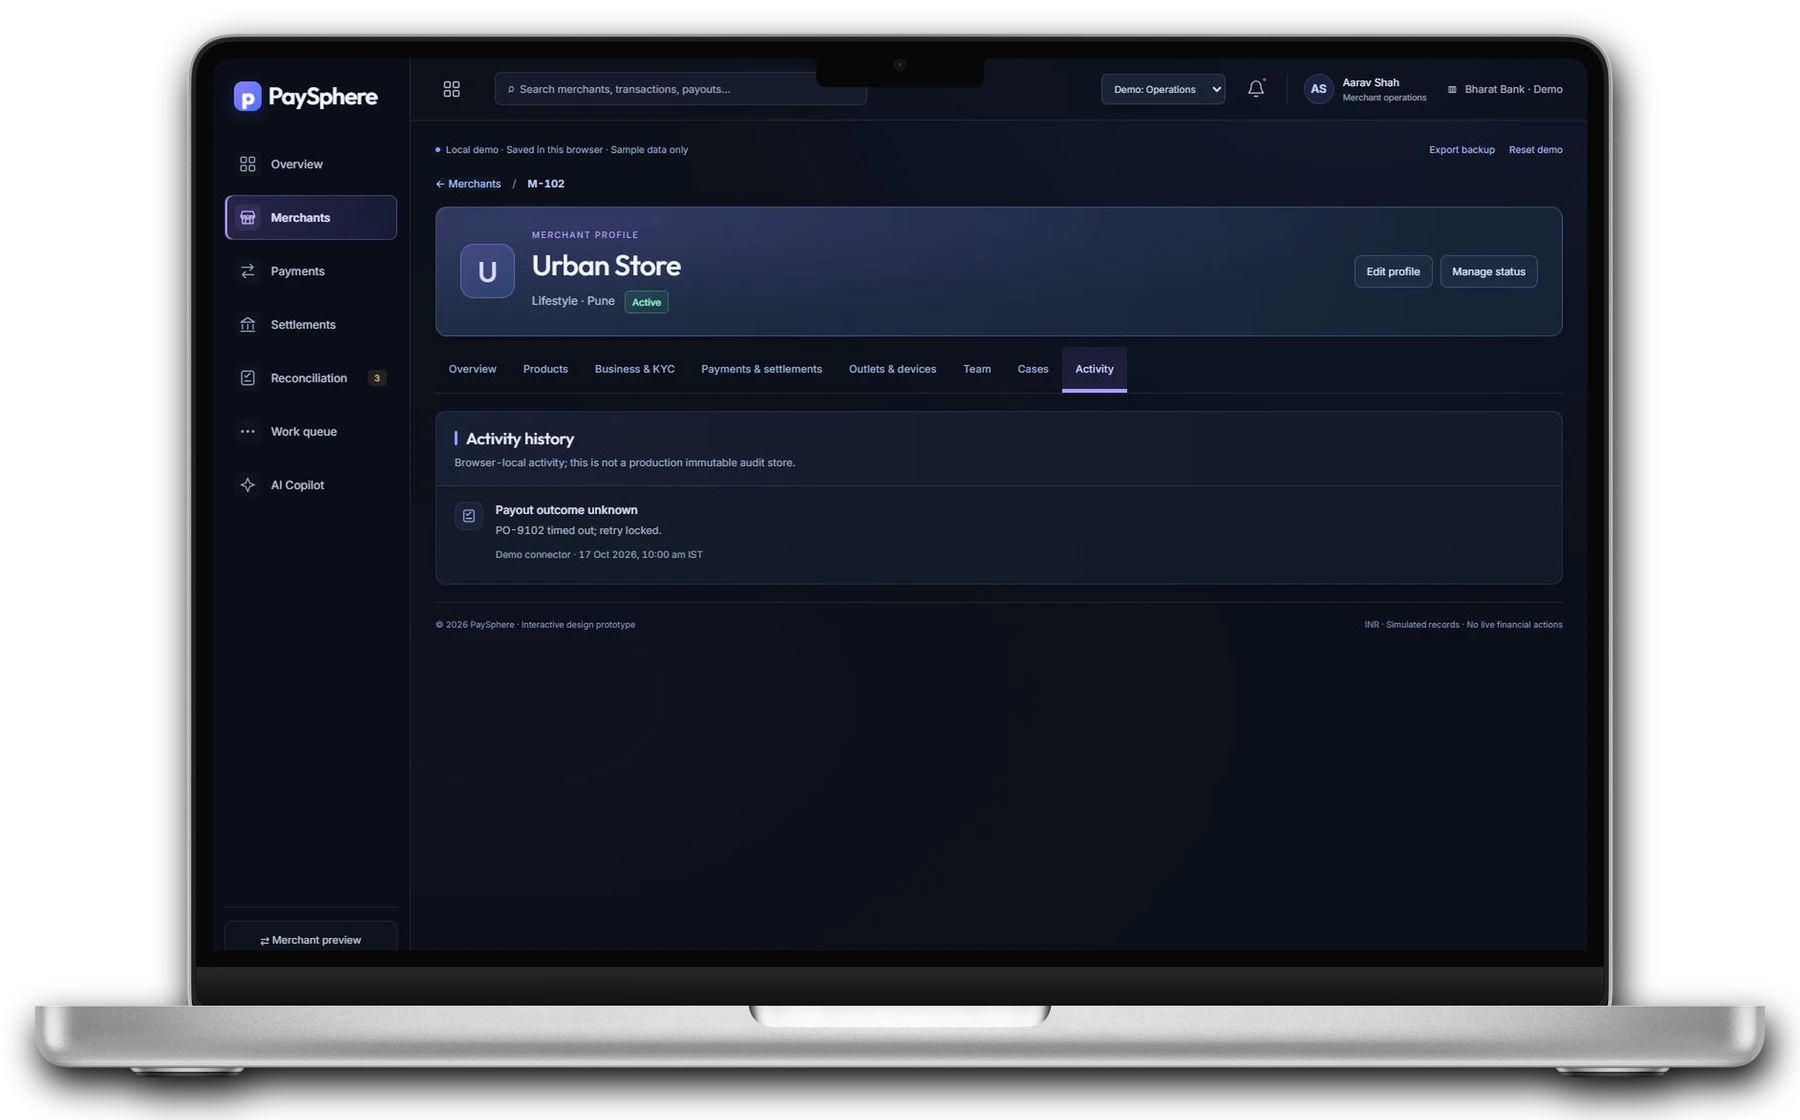 PaySphere
Search merchants, transactions, payouts...
Demo: Operations
AS
Aarav Shah
Merchant operations
Bharat Bank · Demo
Overview
Merchants
Payments
Settlements
Reconciliation 3
Work queue
AI Copilot
⇄ Merchant preview
Local demo · Saved in this browser · Sample data only
Export backup Reset demo
← Merchants / M-102
U
MERCHANT PROFILE
Urban Store
Lifestyle · Pune Active
Edit profile Manage status
Overview Products Business & KYC Payments & settlements Outlets & devices Team Cases Activity
Activity history
Browser-local activity; this is not a production immutable audit store.
Payout outcome unknown
PO-9102 timed out; retry locked.
Demo connector · 17 Oct 2026, 10:00 am IST
© 2026 PaySphere · Interactive design prototype
INR · Simulated records · No live financial actions